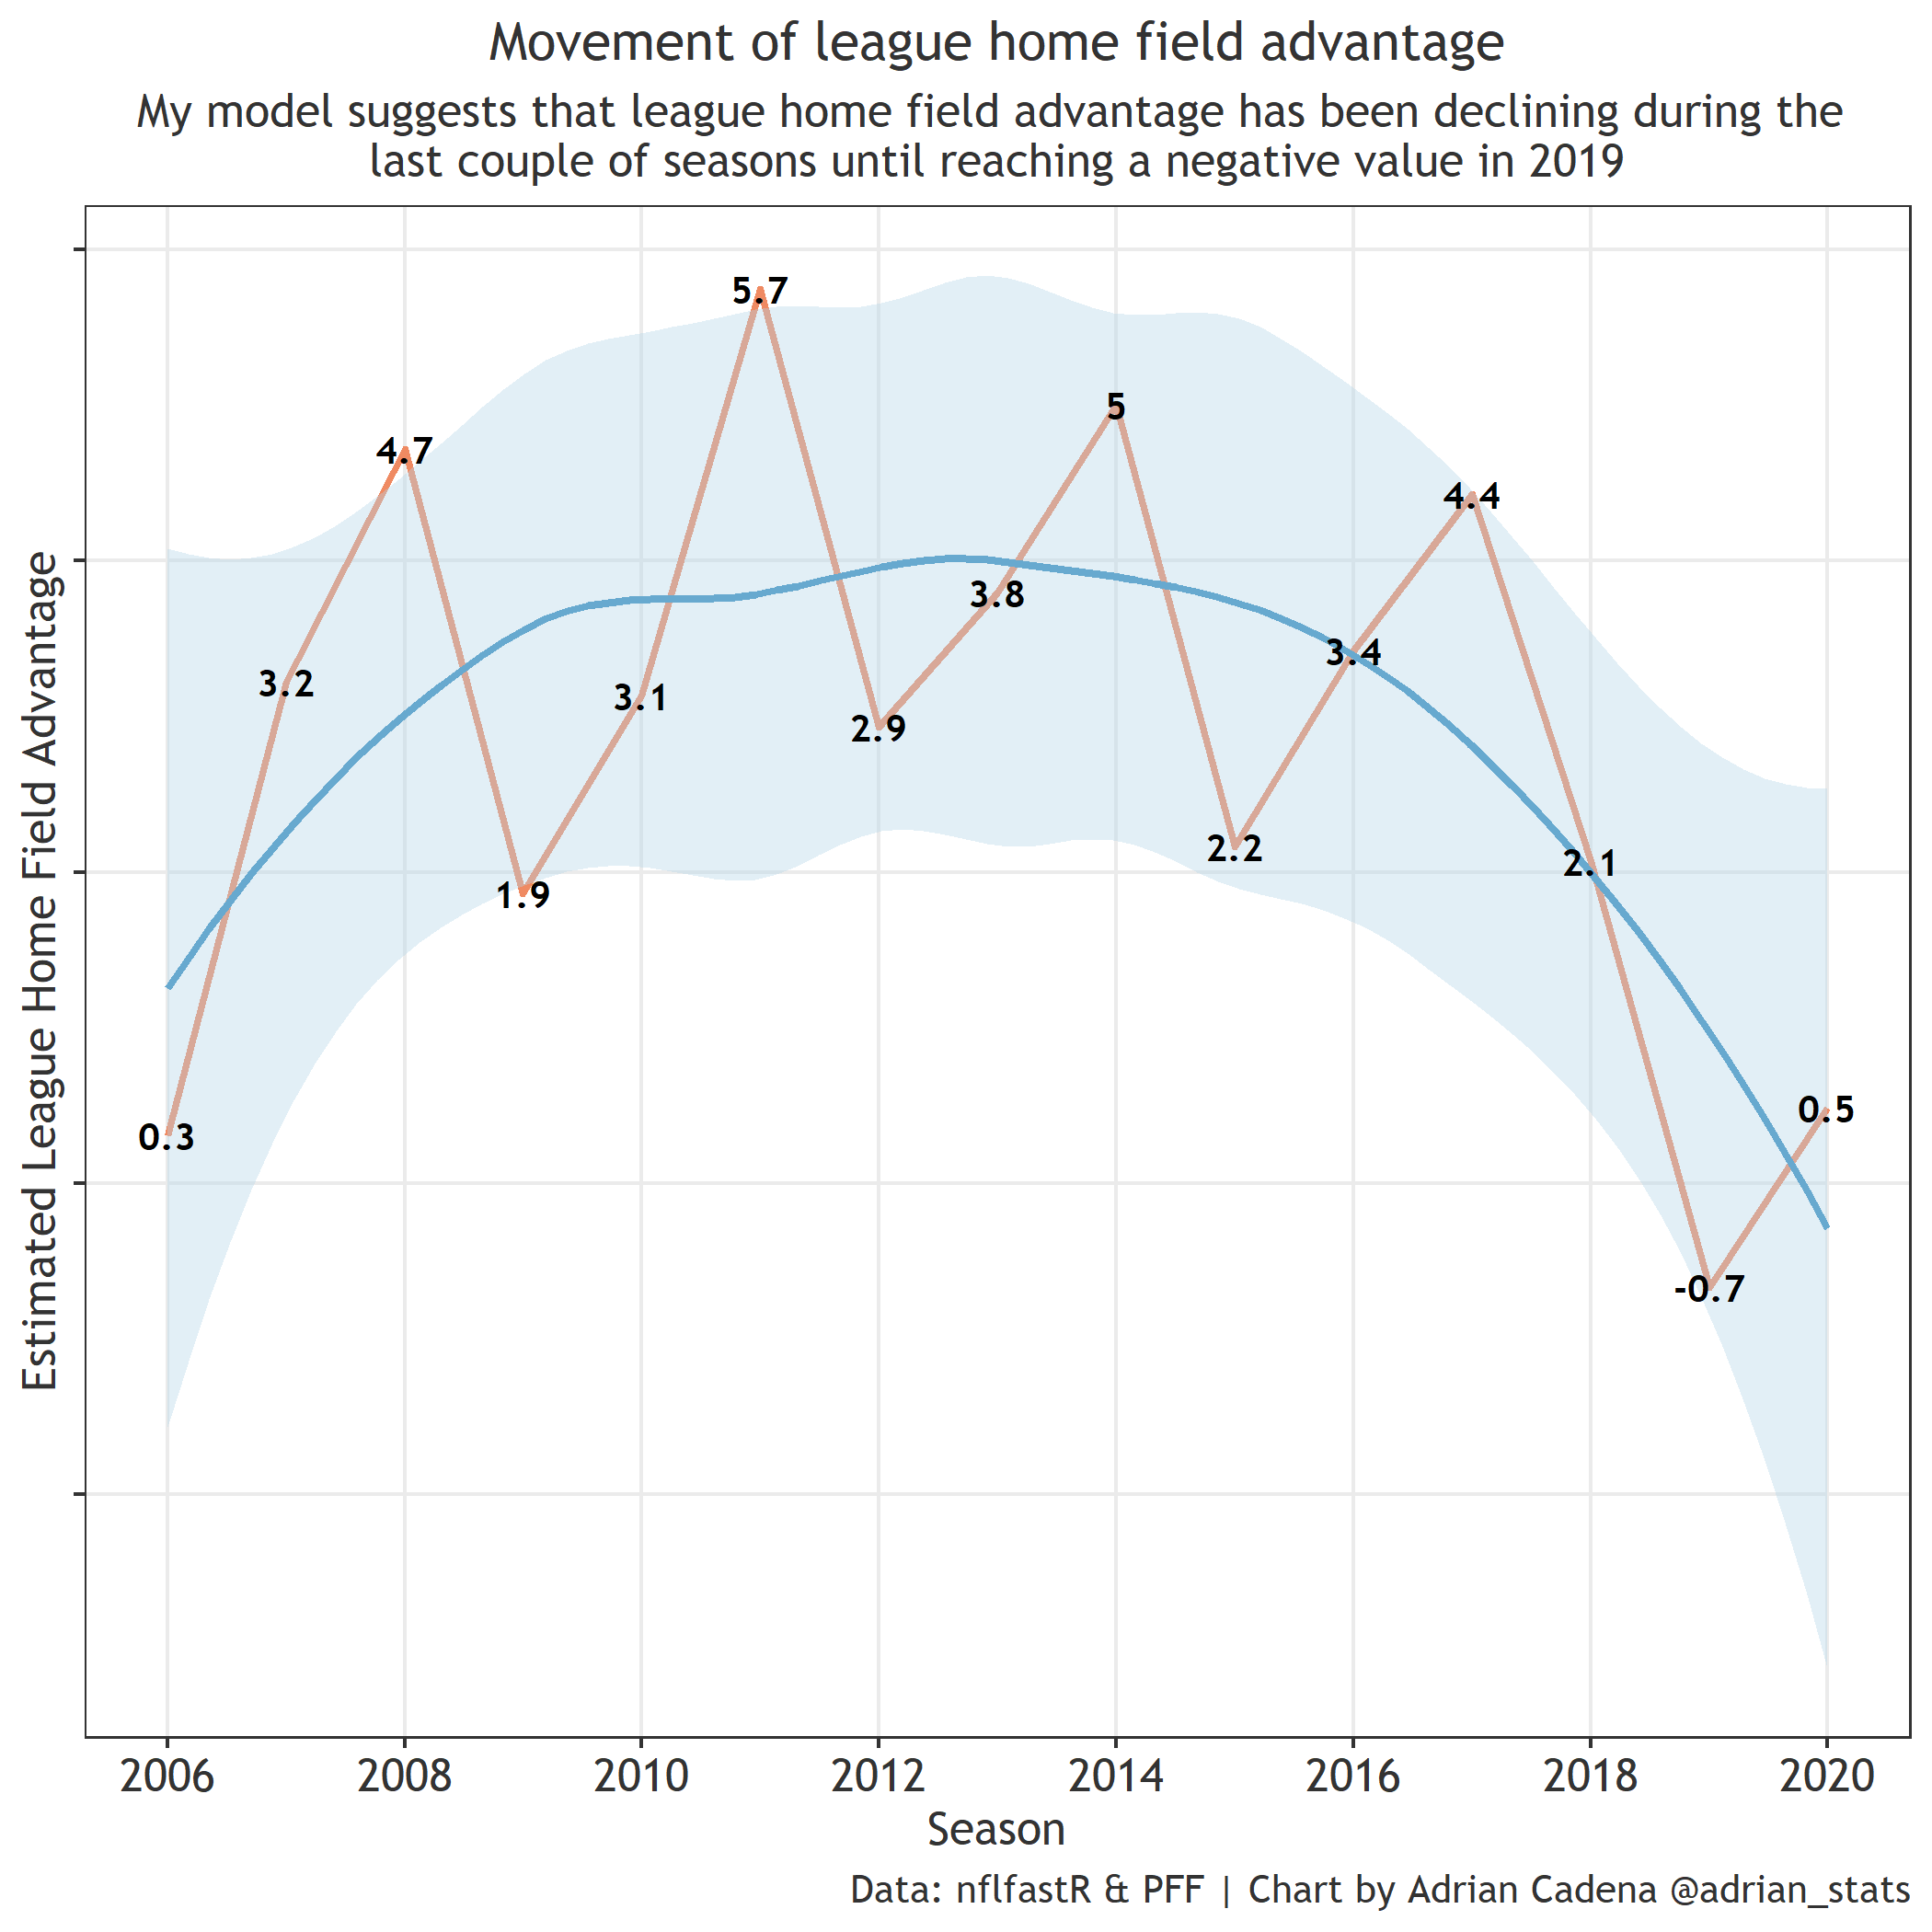 Movement of league home field advantage
My model suggests that league home field advantage has been declining during the
last couple of seasons until reaching a negative value in 2019
Estimated League Home Field Advantage
0.3
3.2
4.7
1.9
3.1
5.7
2.9
3.8
5
2.2
3.4
4.4
2.1
-0.7
0.5
2006 2008 2010 2012 2014 2016 2018 2020
Season
Data: nflfastR & PFF | Chart by Adrian Cadena @adrian_stats